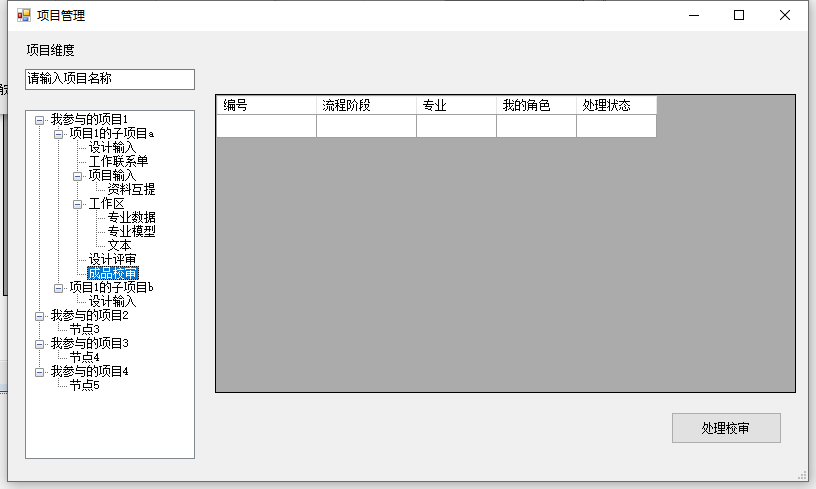 项目管理
项目维度
请输入项目名称
我参与的项目1
项目1的子项目a
设计输入
工作联系单
项目输入
资料互提
工作区
专业数据
专业模型
文本
设计评审
成品校审
项目1的子项目b
设计输入
我参与的项目2
节点3
我参与的项目3
节点4
我参与的项目4
节点5
编号 流程阶段 专业 我的角色 处理状态
处理校审